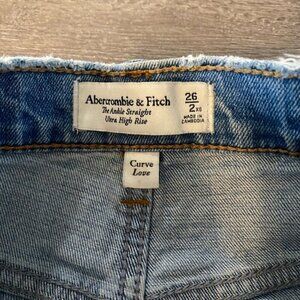 Abercrombie & Fitch
The Ankle Straight
Ultra High Rise
26
2 XS
MADE IN
CAMBODIA
Curve
Love